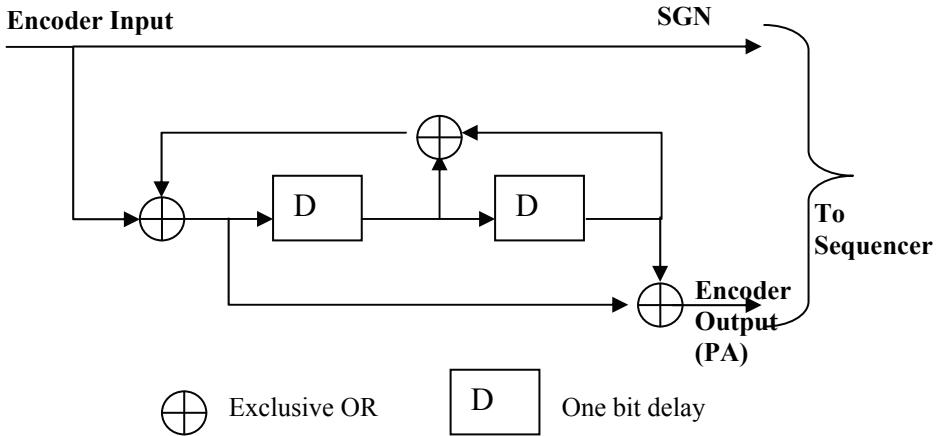 Encoder Input
SGN
D
D
To
Sequencer
Encoder
Output
(PA)
Exclusive OR
D
One bit delay